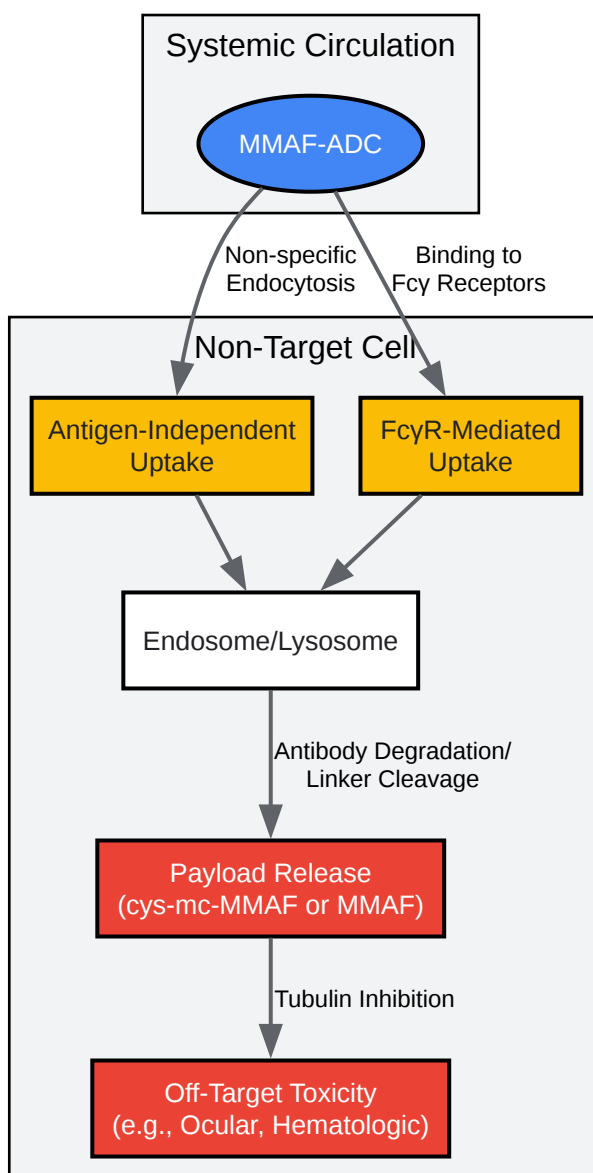 Systemic Circulation
MMAF-ADC
Non-specific
Endocytosis
Binding to
Fcγ Receptors
Non-Target Cell
Antigen-Independent
Uptake
FcγR-Mediated
Uptake
Endosome/Lysosome
Antibody Degradation/
Linker Cleavage
Payload Release
(cys-mc-MMAF or MMAF)
Tubulin Inhibition
Off-Target Toxicity
(e.g., Ocular, Hematologic)